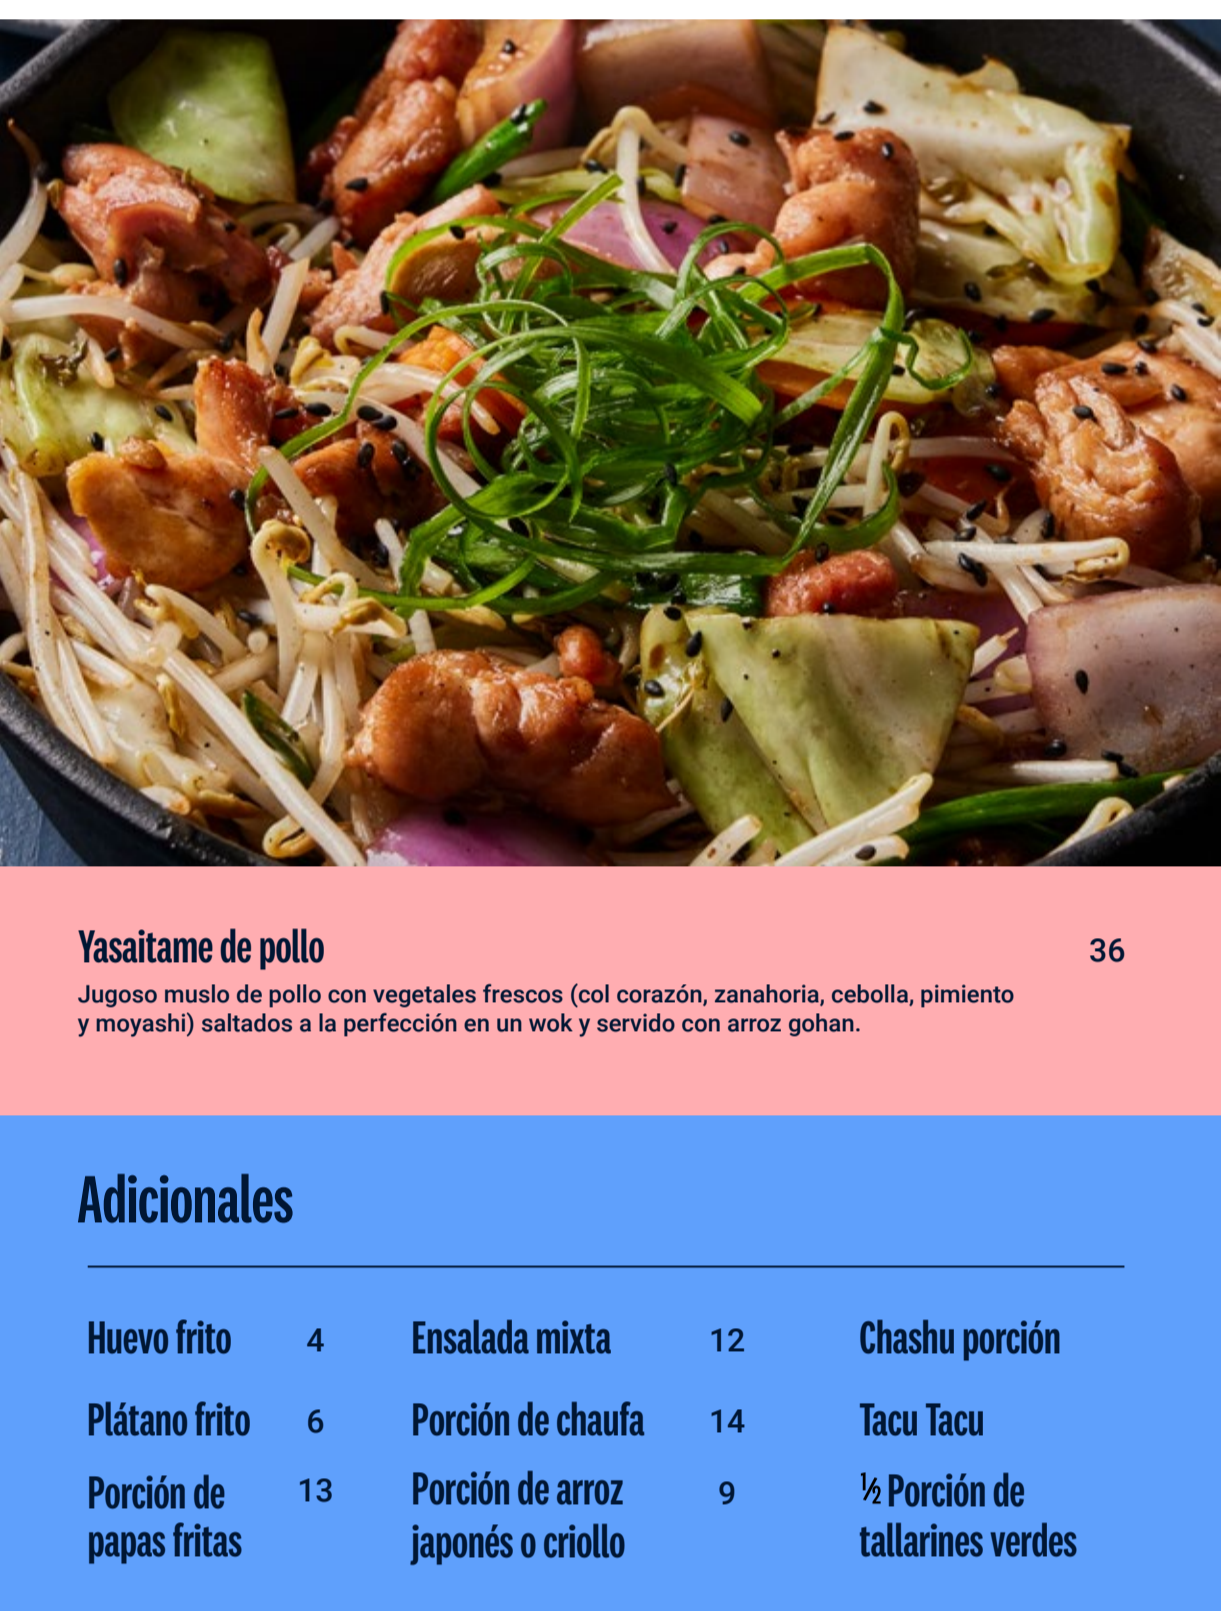 Yasaitame de pollo 36
Jugoso muslo de pollo con vegetales frescos (col corazón, zanahoria, cebolla, pimiento
y moyashi) saltados a la perfección en un wok y servido con arroz gohan.
Adicionales
Huevo frito 4
Plátano frito 6
Porción de 13
papas fritas
Ensalada mixta 12
Porción de chaufa 14
Porción de arroz 9
japonés o criollo
Chashu porción
Tacu Tacu
½ Porción de
tallarines verdes